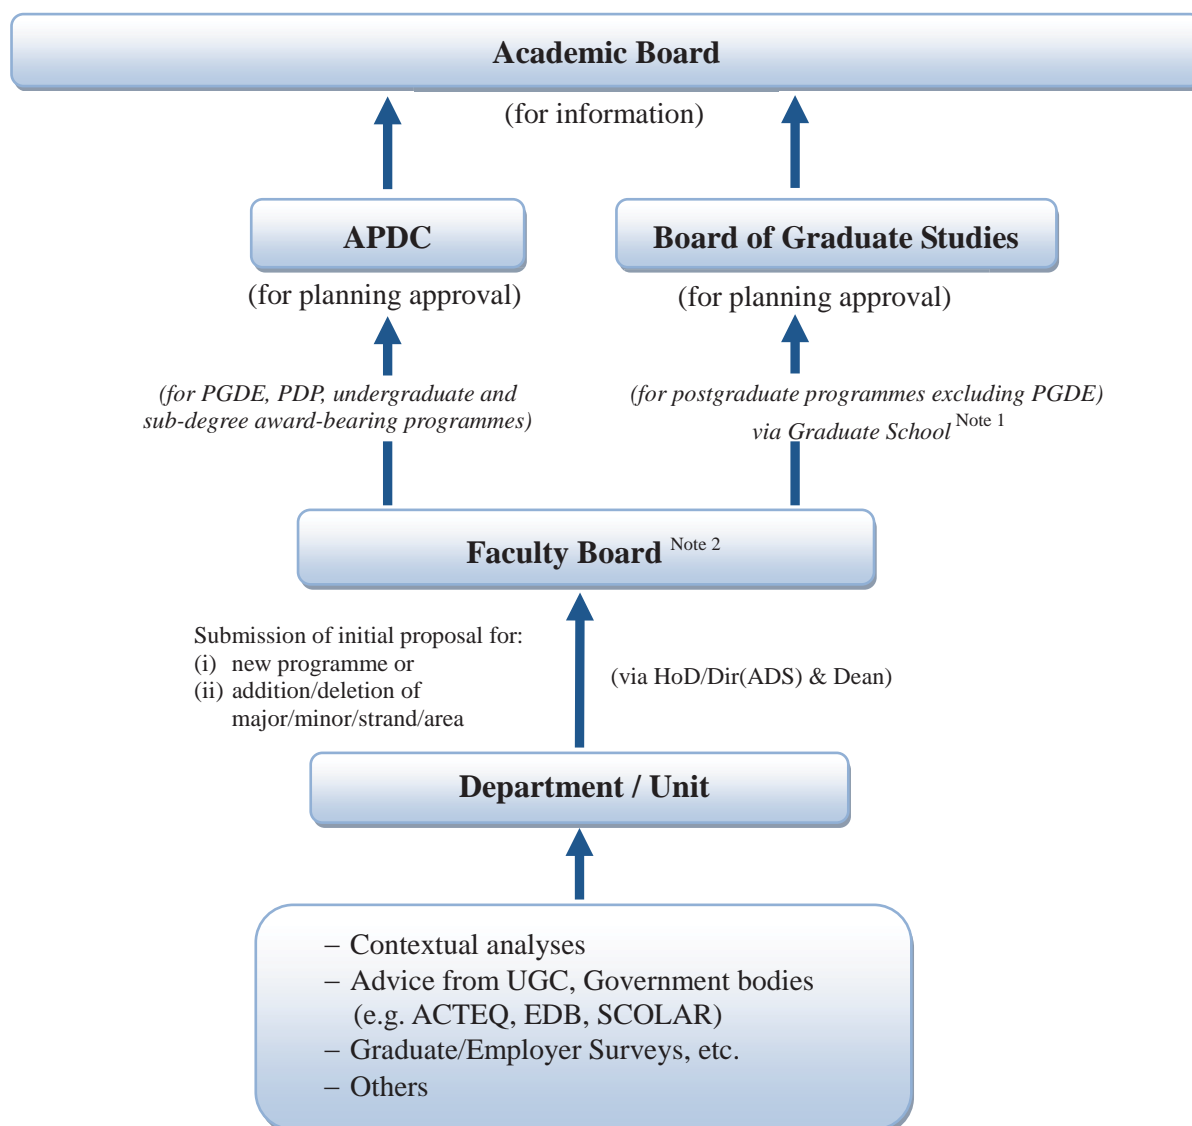 Academic Board
(for information)
APDC
Board of Graduate Studies
(for planning approval)
(for planning approval)
(for PGDE, PDP, undergraduate and
sub-degree award-bearing programmes)
(for postgraduate programmes excluding PGDE)
via Graduate School Note 1
Faculty Board Note 2
Submission of initial proposal for:
(i) new programme or
(ii) addition/deletion of
major/minor/strand/area
(via HoD/Dir(ADS) & Dean)
Department / Unit
– Contextual analyses
– Advice from UGC, Government bodies
(e.g. ACTEQ, EDB, SCOLAR)
– Graduate/Employer Surveys, etc.
– Others